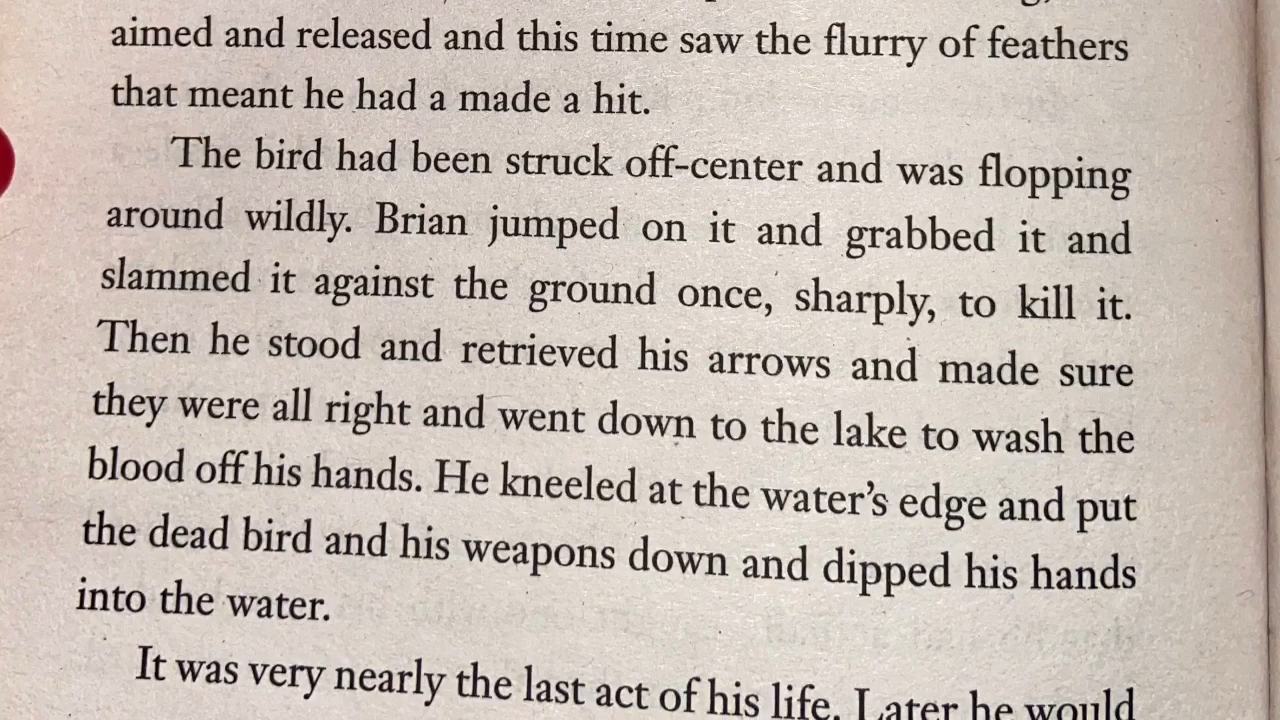 aimed and released and this time saw the flurry of feathers
that meant he had a made a hit.
The bird had been struck off-center and was flopping
around wildly. Brian jumped on it and grabbed it and
slammed it against the ground once, sharply, to kill it.
Then he stood and retrieved his arrows and made sure
they were all right and went down to the lake to wash the
blood off his hands. He kneeled at the water's edge and put
the dead bird and his weapons down and dipped his hands
into the water.
It was very nearly the last act of his life. Later he would